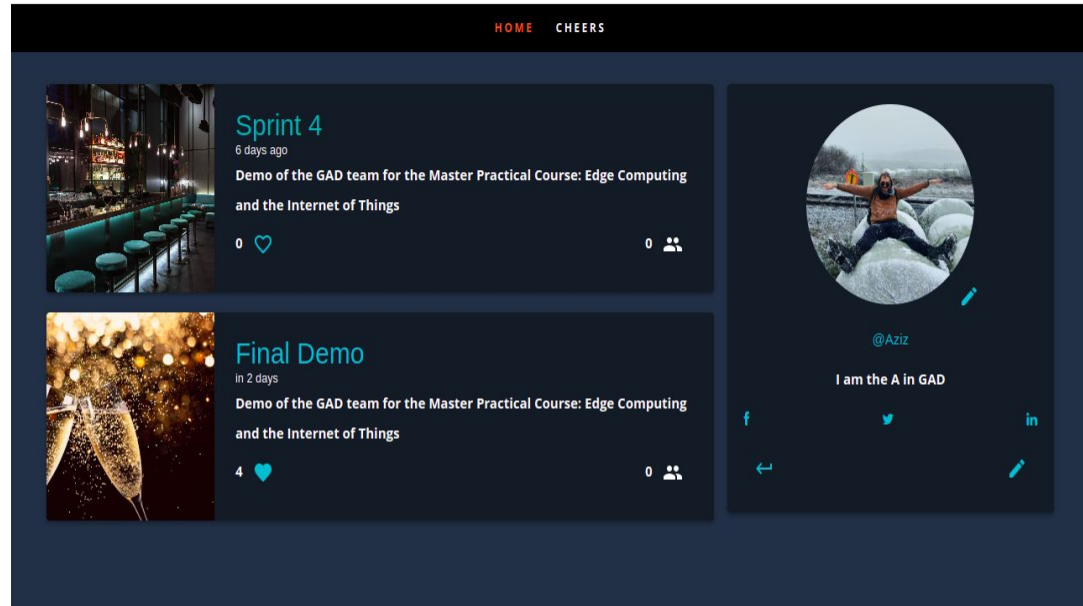 HOME CHEERS
Sprint 4
6 days ago
Demo of the GAD team for the Master Practical Course: Edge Computing
and the Internet of Things
0 0
Final Demo
in 2 days
Demo of the GAD team for the Master Practical Course: Edge Computing
and the Internet of Things
4 0
@Aziz
I am the A in GAD